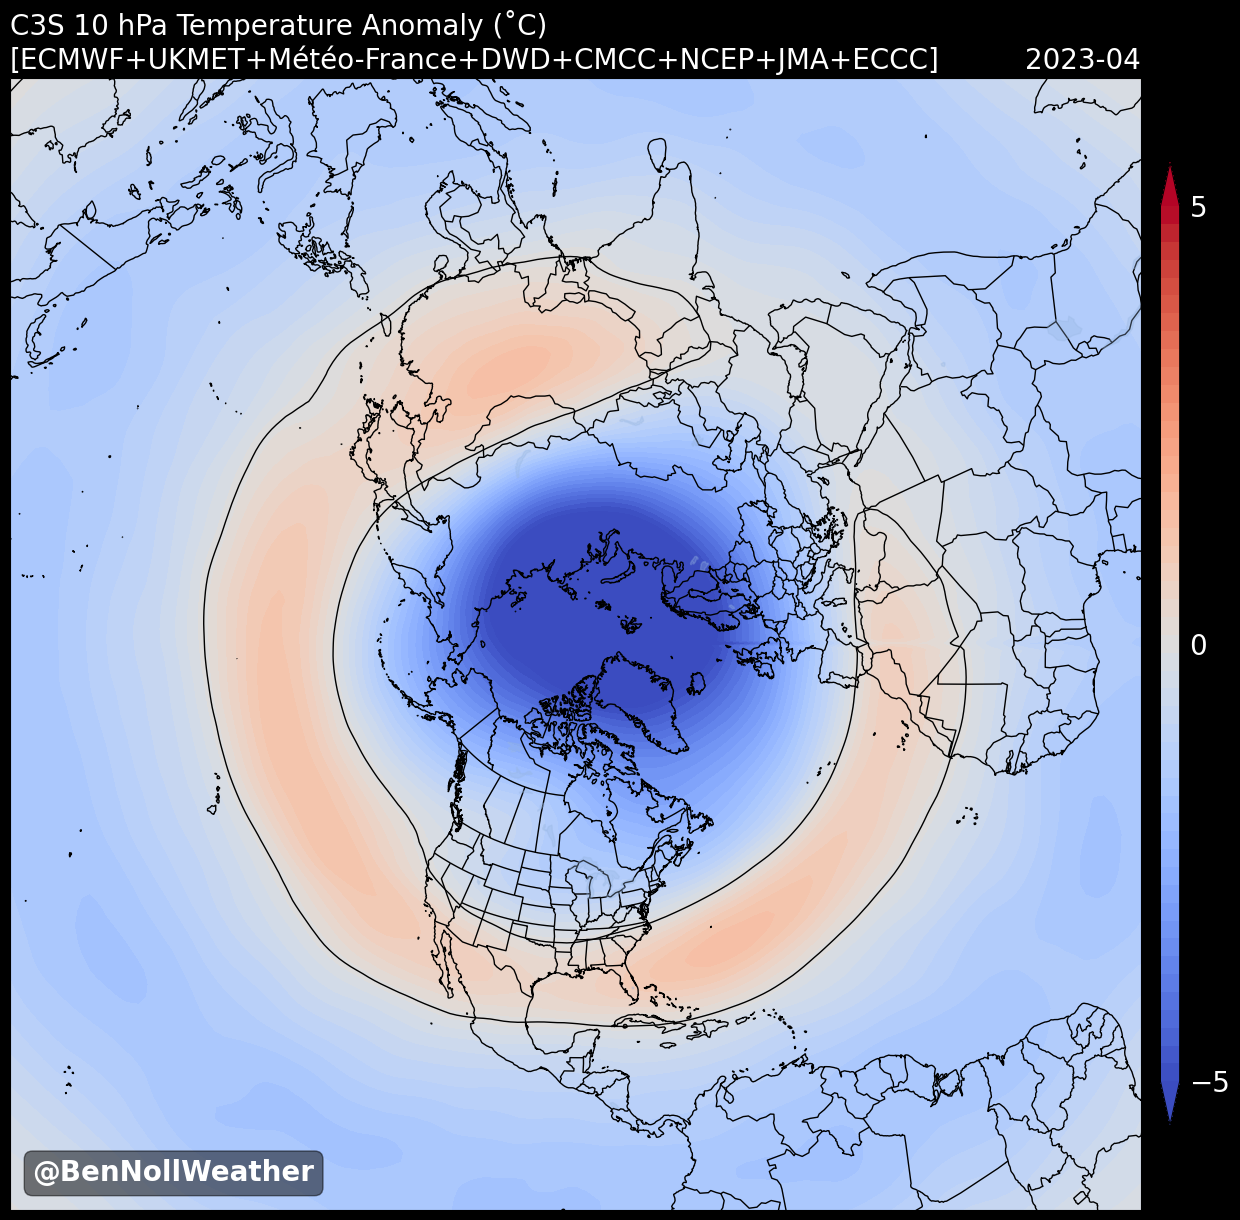 C3S 10 hPa Temperature Anomaly (˚C)
[ECMWF+UKMET+Météo-France+DWD+CMCC+NCEP+JMA+ECCC] 2023-04
5
0
−5
@BenNollWeather